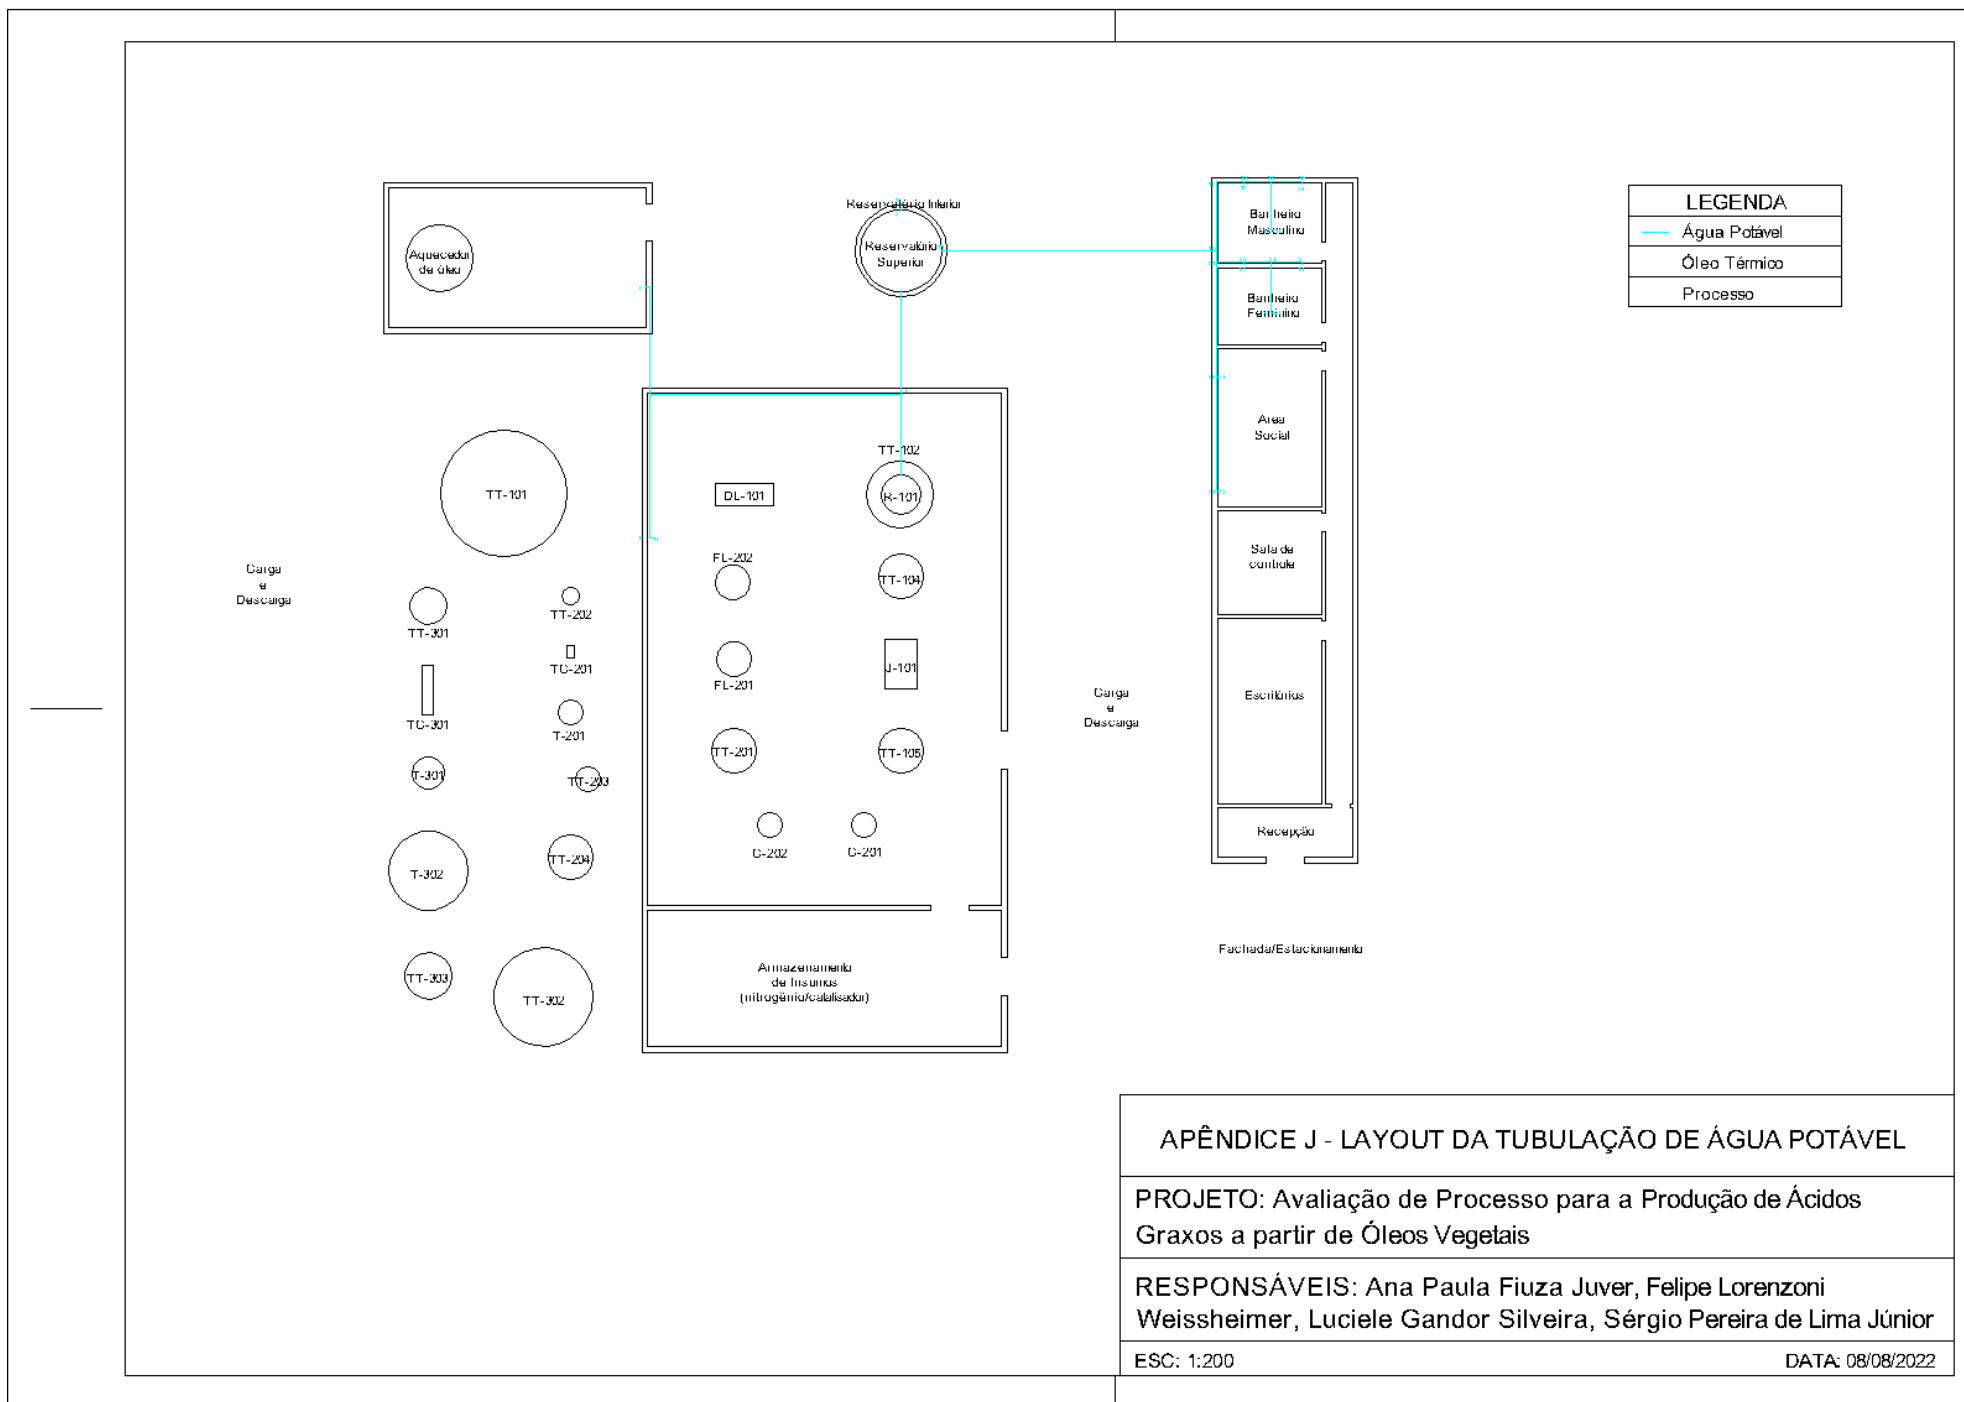 Reservatório Inferior
Reservatório
Superior
Aquecedor
de óleo
Banheiro
Masculino
Banheiro
Feminino
LEGENDA
Água Potável
Óleo Térmico
Processo
Area
Social
Sala de
controle
Escritórios
Recepção
Fachada/Estacionamento
Carga
e
Descarga
TT-101
TT-301
TC-301
T-301
T-302
TT-303
TT-202
TC-201
T-201
TT-203
TT-204
TT-302
TT-102
DL-101
R-101
FL-202
TT-104
FL-201
J-101
TT-201
TT-105
C-202
C-201
Armazenamento
de Insumos
(nitrogênio/catalisador)
Carga
e
Descarga
APÊNDICE J - LAYOUT DA TUBULAÇÃO DE ÁGUA POTÁVEL
PROJETO: Avaliação de Processo para a Produção de Ácidos
Graxos a partir de Óleos Vegetais
RESPONSÁVEIS: Ana Paula Fiuza Juver, Felipe Lorenzoni
Weissheimer, Luciele Gandor Silveira, Sérgio Pereira de Lima Júnior
ESC: 1:200
DATA: 08/08/2022